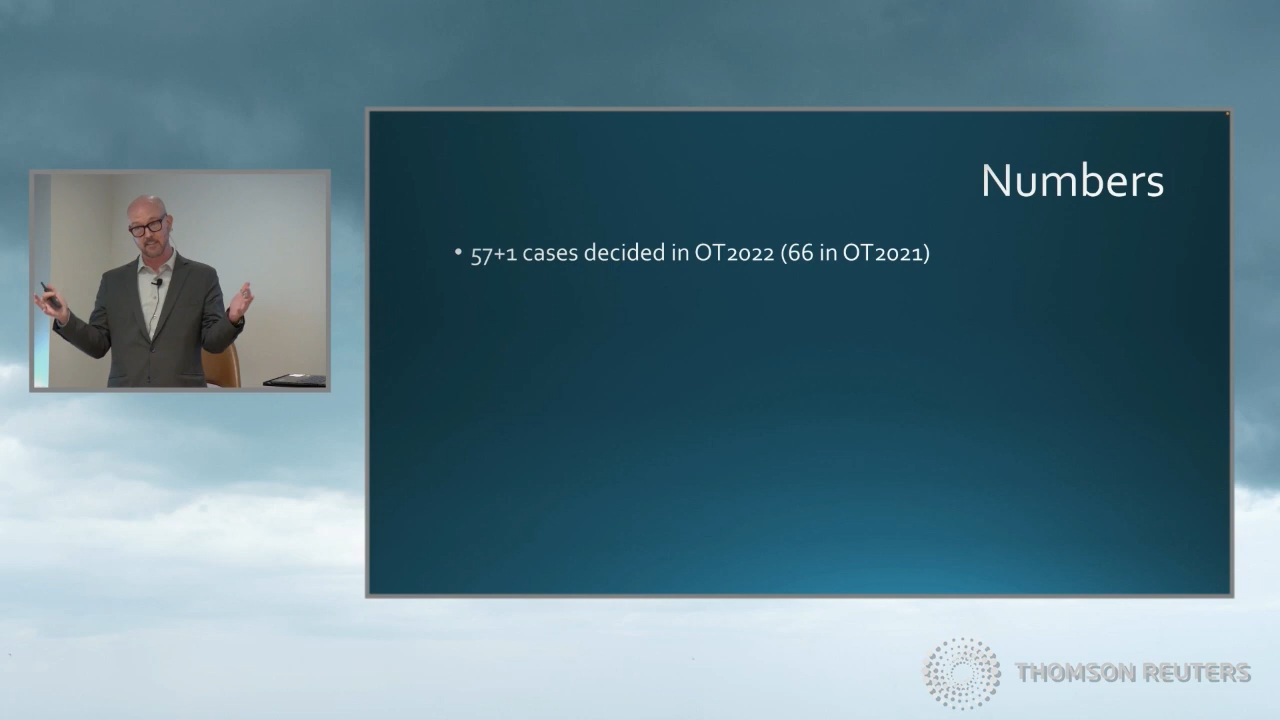 Numbers
• 57+1 cases decided in OT2022 (66 in OT2021)
THOMSON REUTERS